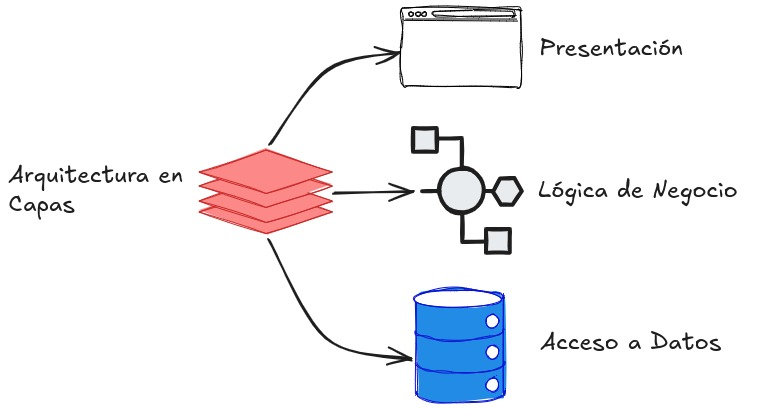 Presentación
Arquitectura en
Capas
Lógica de Negocio
Acceso a Datos